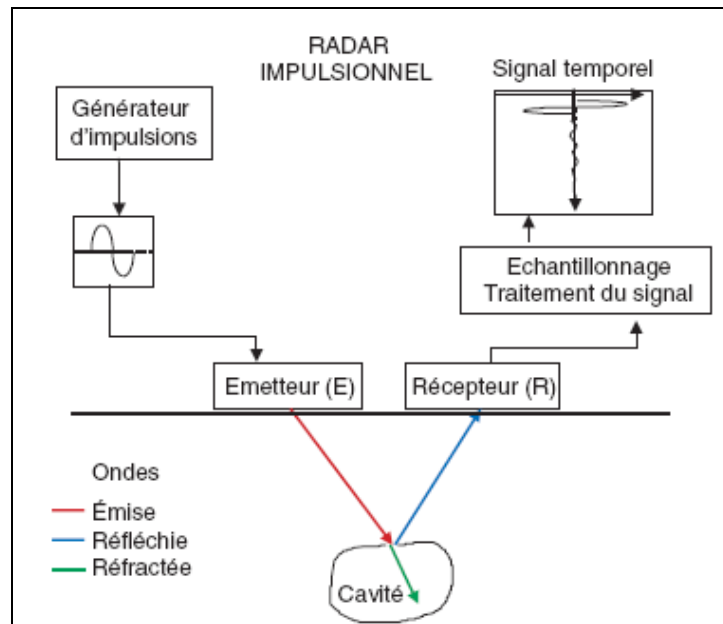 RADAR
IMPULSIONNEL
Générateur
d'impulsions
Signal temporel
Echantillonnage
Traitement du signal
Emetteur (E)
Récepteur (R)
Ondes
Émise
Réfléchie
Réfractée
Cavité